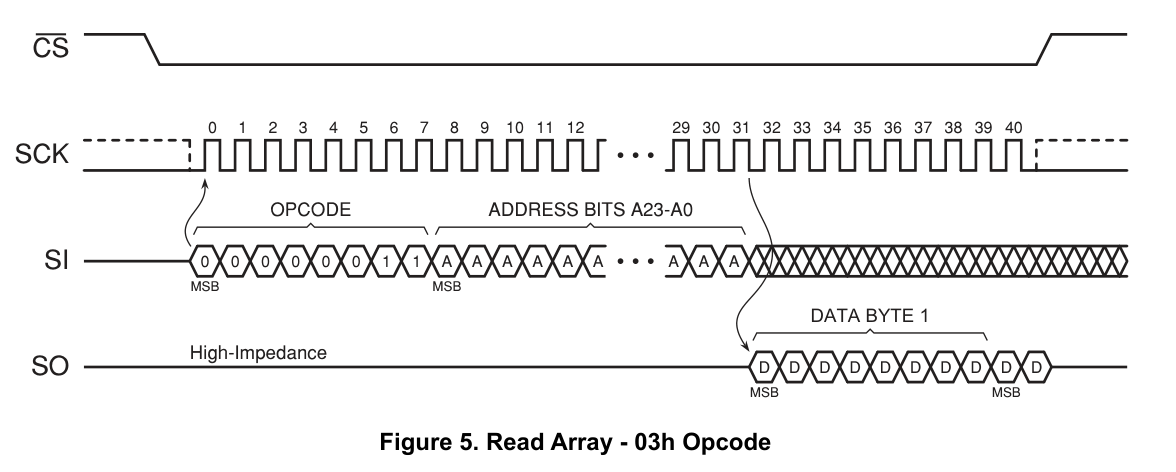 CS
0 1 2 3 4 5 6 7 8 9 10 11 12 29 30 31 32 33 34 35 36 37 38 39 40
SCK • • •
OPCODE ADDRESS BITS A23-A0
SI 0 0 0 0 0 0 1 1 A A A A A A • • • A A A
MSB MSB
DATA BYTE 1
High-Impedance
SO D D D D D D D D D D
MSB MSB
Figure 5. Read Array - 03h Opcode